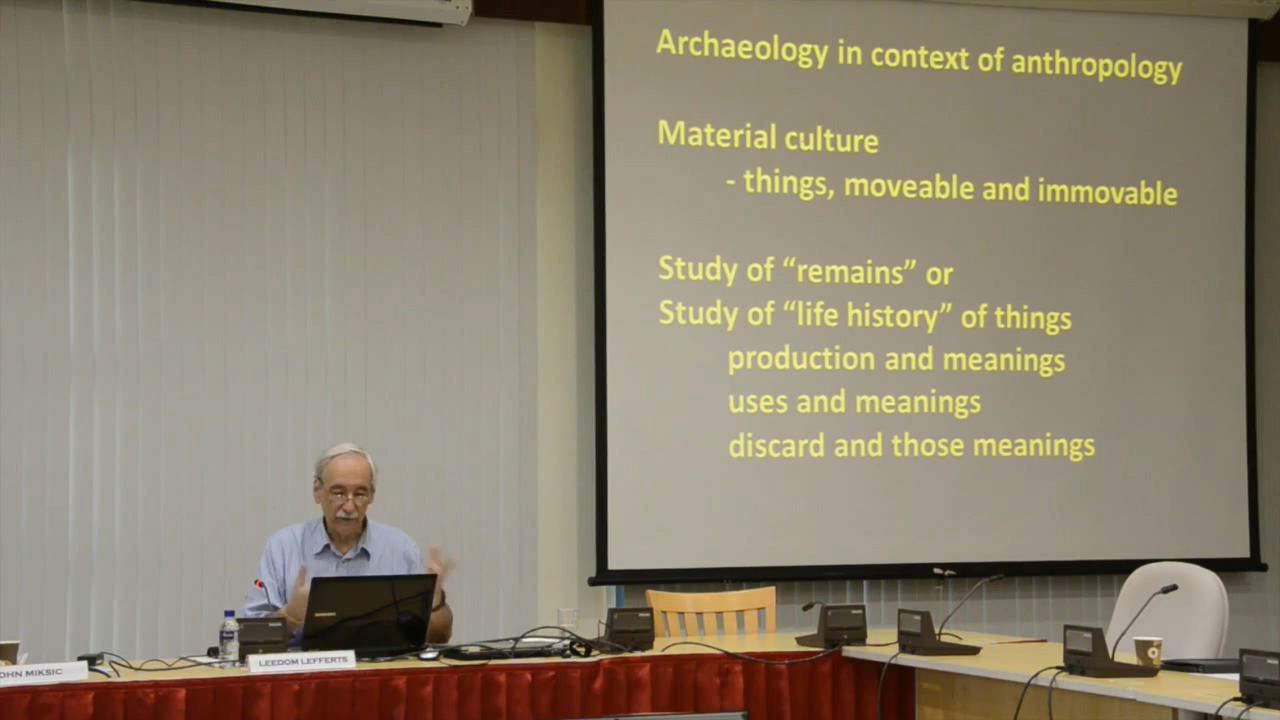 Archaeology in context of anthropology
Material culture
- things, moveable and immovable
Study of “remains” or
Study of “life history” of things
production and meanings
uses and meanings
discard and those meanings
SAMSUNG
OHN MIKSIC
LEEDOM LEFFERTS